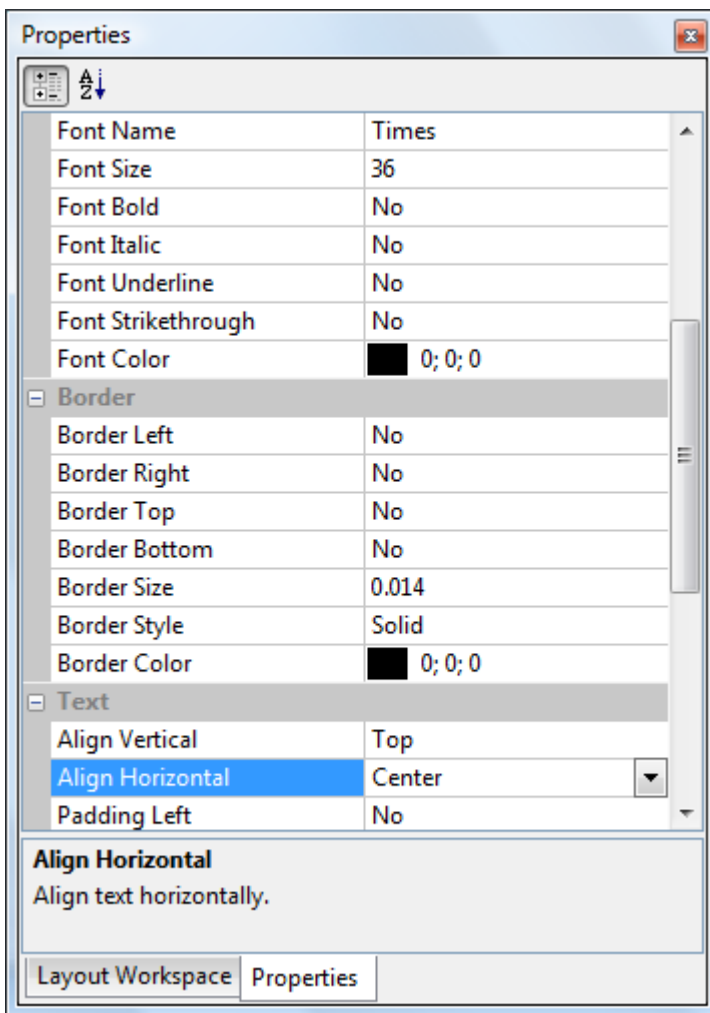 Properties
Font Name Times
Font Size 36
Font Bold No
Font Italic No
Font Underline No
Font Strikethrough No
Font Color 0; 0; 0
Border
Border Left No
Border Right No
Border Top No
Border Bottom No
Border Size 0.014
Border Style Solid
Border Color 0; 0; 0
Text
Align Vertical Top
Align Horizontal Center
Padding Left No
Align Horizontal
Align text horizontally.
Layout Workspace Properties